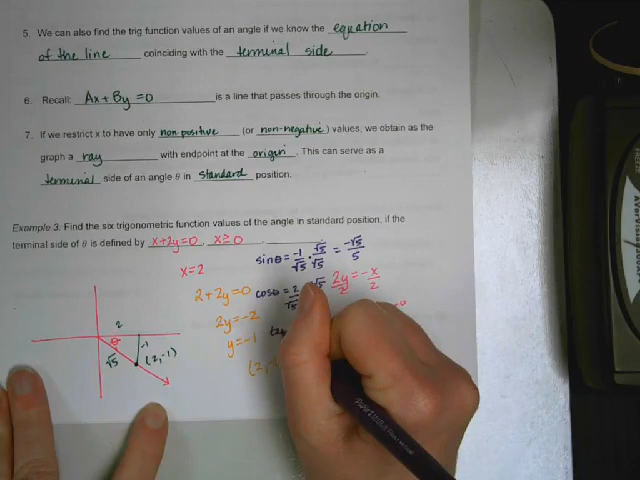 5. We can also find the trig function values of an angle if we know the equation
of the line coinciding with the terminal side.
6. Recall: Ax + By = 0 is a line that passes through the origin.
7. If we restrict x to have only non positive (or non-negative) values, we obtain as the
graph a ray with endpoint at the origin. This can serve as a
terminal side of an angle θ in standard position.
Example 3: Find the six trigonometric function values of the angle in standard position, if the
terminal side of θ is defined by x+2y=0, x≥0
x=2
2+2y=0
2y=-2
y=-1
(2,-1
sinθ = -1/√5 · √5/√5 = -√5/5
cosθ = 2/√5 √5
2y/2 = -x/2
2
θ
-1
√5
(2,-1)